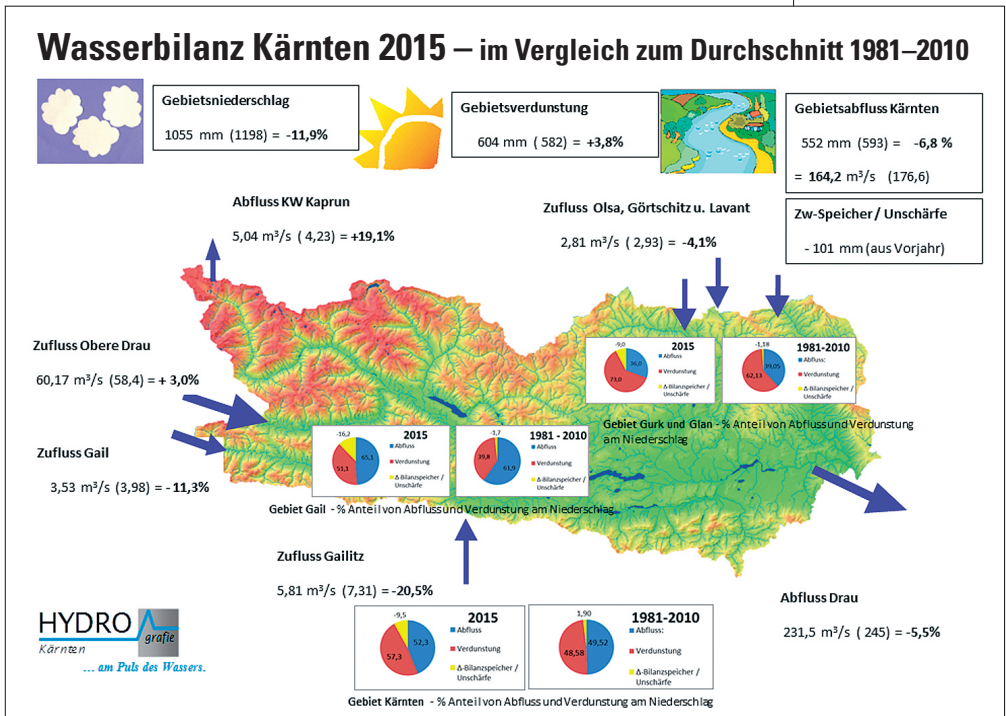 Wasserbilanz Kärnten 2015 – im Vergleich zum Durchschnitt 1981–2010
Gebietsniederschlag
1055 mm (1198) = -11,9%
Gebietsverdunstung
604 mm ( 582) = +3,8%
Gebietsabfluss Kärnten
552 mm (593) = -6,8 %
= 164,2 m³/s (176,6)
Zw-Speicher / Unschärfe
- 101 mm (aus Vorjahr)
Abfluss KW Kaprun
5,04 m³/s ( 4,23) = +19,1%
Zufluss Olsa, Görtschitz u. Lavant
2,81 m³/s ( 2,93) = -4,1%
Zufluss Obere Drau
60,17 m³/s (58,4) = + 3,0%
Zufluss Gail
3,53 m³/s (3,98) = - 11,3%
-9,0
36,0
73,0
2015
Abfluss
Verdunstung
Δ-Bilanzspeicher /
Unschärfe
-1,18
39,05
62,13
1981-2010
Abfluss:
Verdunstung
Δ-Bilanzspeicher /
Unschärfe
Gebiet Gurk und Glan - % Anteil von Abfluss und Verdunstung
am Niederschlag
-16,2
65,1
51,1
2015
Abfluss
Verdunstung
Δ-Bilanzspeicher /
Unschärfe
-1,7
39,8
61,9
1981 - 2010
Abfluss
Verdunstung
Δ-Bilanzspeicher /
Unschärfe
Gebiet Gail - % Anteil von Abfluss und Verdunstung am Niederschlag
Zufluss Gailitz
5,81 m³/s (7,31) = -20,5%
Abfluss Drau
231,5 m³/s ( 245) = -5,5%
-9,5
52,3
57,3
2015
Abfluss
Verdunstung
Δ-Bilanzspeicher /
Unschärfe
1,90
49,52
48,58
1981-2010
Abfluss:
Verdunstung
Δ-Bilanzspeicher /
Unschärfe
Gebiet Kärnten - % Anteil von Abfluss und Verdunstung am Niederschlag
HYDRO
grafie
Kärnten
... am Puls des Wassers.